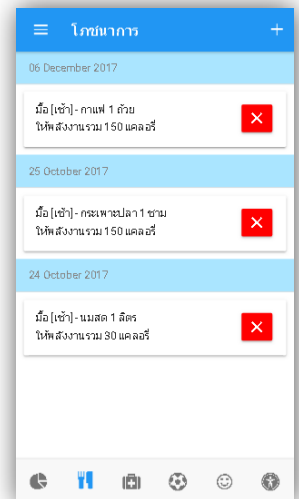 โภชนาการ
06 December 2017
มื้อ [เช้า] - กาแฟ 1 ถ้วย
ให้พลังงานรวม 150 แคลอรี่
25 October 2017
มื้อ [เช้า] - กระเพาะปลา 1 ชาม
ให้พลังงานรวม 150 แคลอรี่
24 October 2017
มื้อ [เช้า] - นมสด 1 ลิตร
ให้พลังงานรวม 30 แคลอรี่